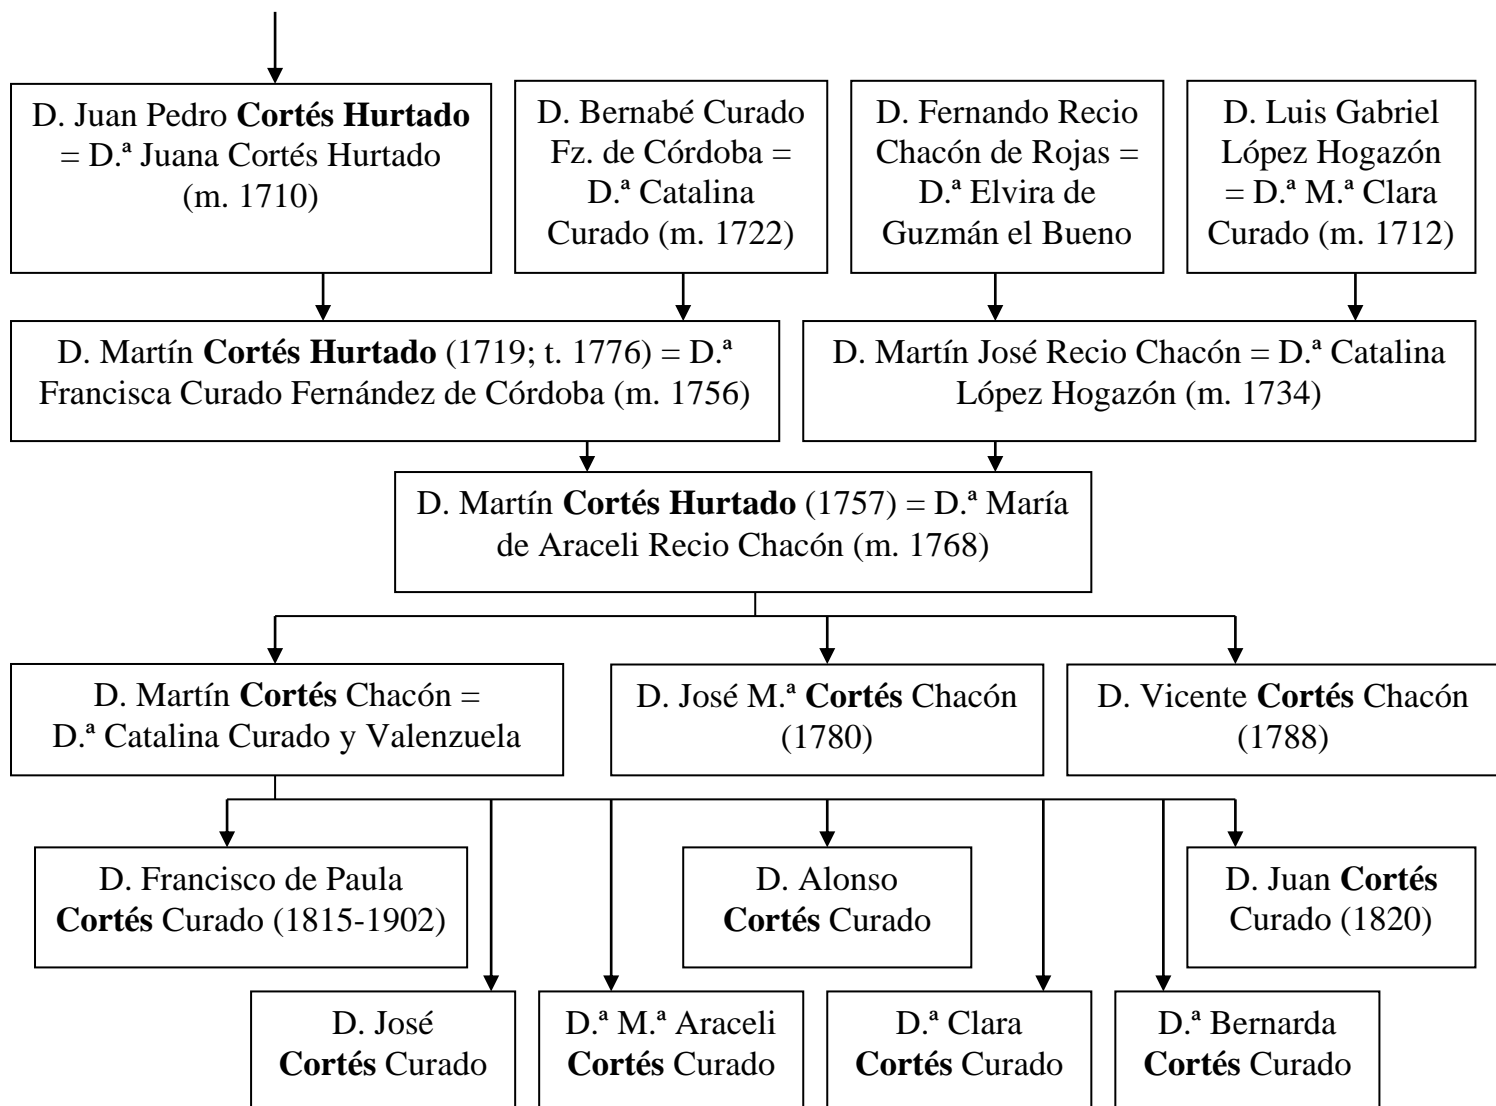 D. Juan Pedro Cortés Hurtado
= D.ª Juana Cortés Hurtado
(m. 1710)
D. Bernabé Curado
Fz. de Córdoba =
D.ª Catalina
Curado (m. 1722)
D. Fernando Recio
Chacón de Rojas =
D.ª Elvira de
Guzmán el Bueno
D. Luis Gabriel
López Hogazón
= D.ª M.ª Clara
Curado (m. 1712)
D. Martín Cortés Hurtado (1719; t. 1776) = D.ª
Francisca Curado Fernández de Córdoba (m. 1756)
D. Martín José Recio Chacón = D.ª Catalina
López Hogazón (m. 1734)
D. Martín Cortés Hurtado (1757) = D.ª María
de Araceli Recio Chacón (m. 1768)
D. Martín Cortés Chacón =
D.ª Catalina Curado y Valenzuela
D. José M.ª Cortés Chacón
(1780)
D. Vicente Cortés Chacón
(1788)
D. Francisco de Paula
Cortés Curado (1815-1902)
D. Alonso
Cortés Curado
D. Juan Cortés
Curado (1820)
D. José
Cortés Curado
D.ª M.ª Araceli
Cortés Curado
D.ª Clara
Cortés Curado
D.ª Bernarda
Cortés Curado